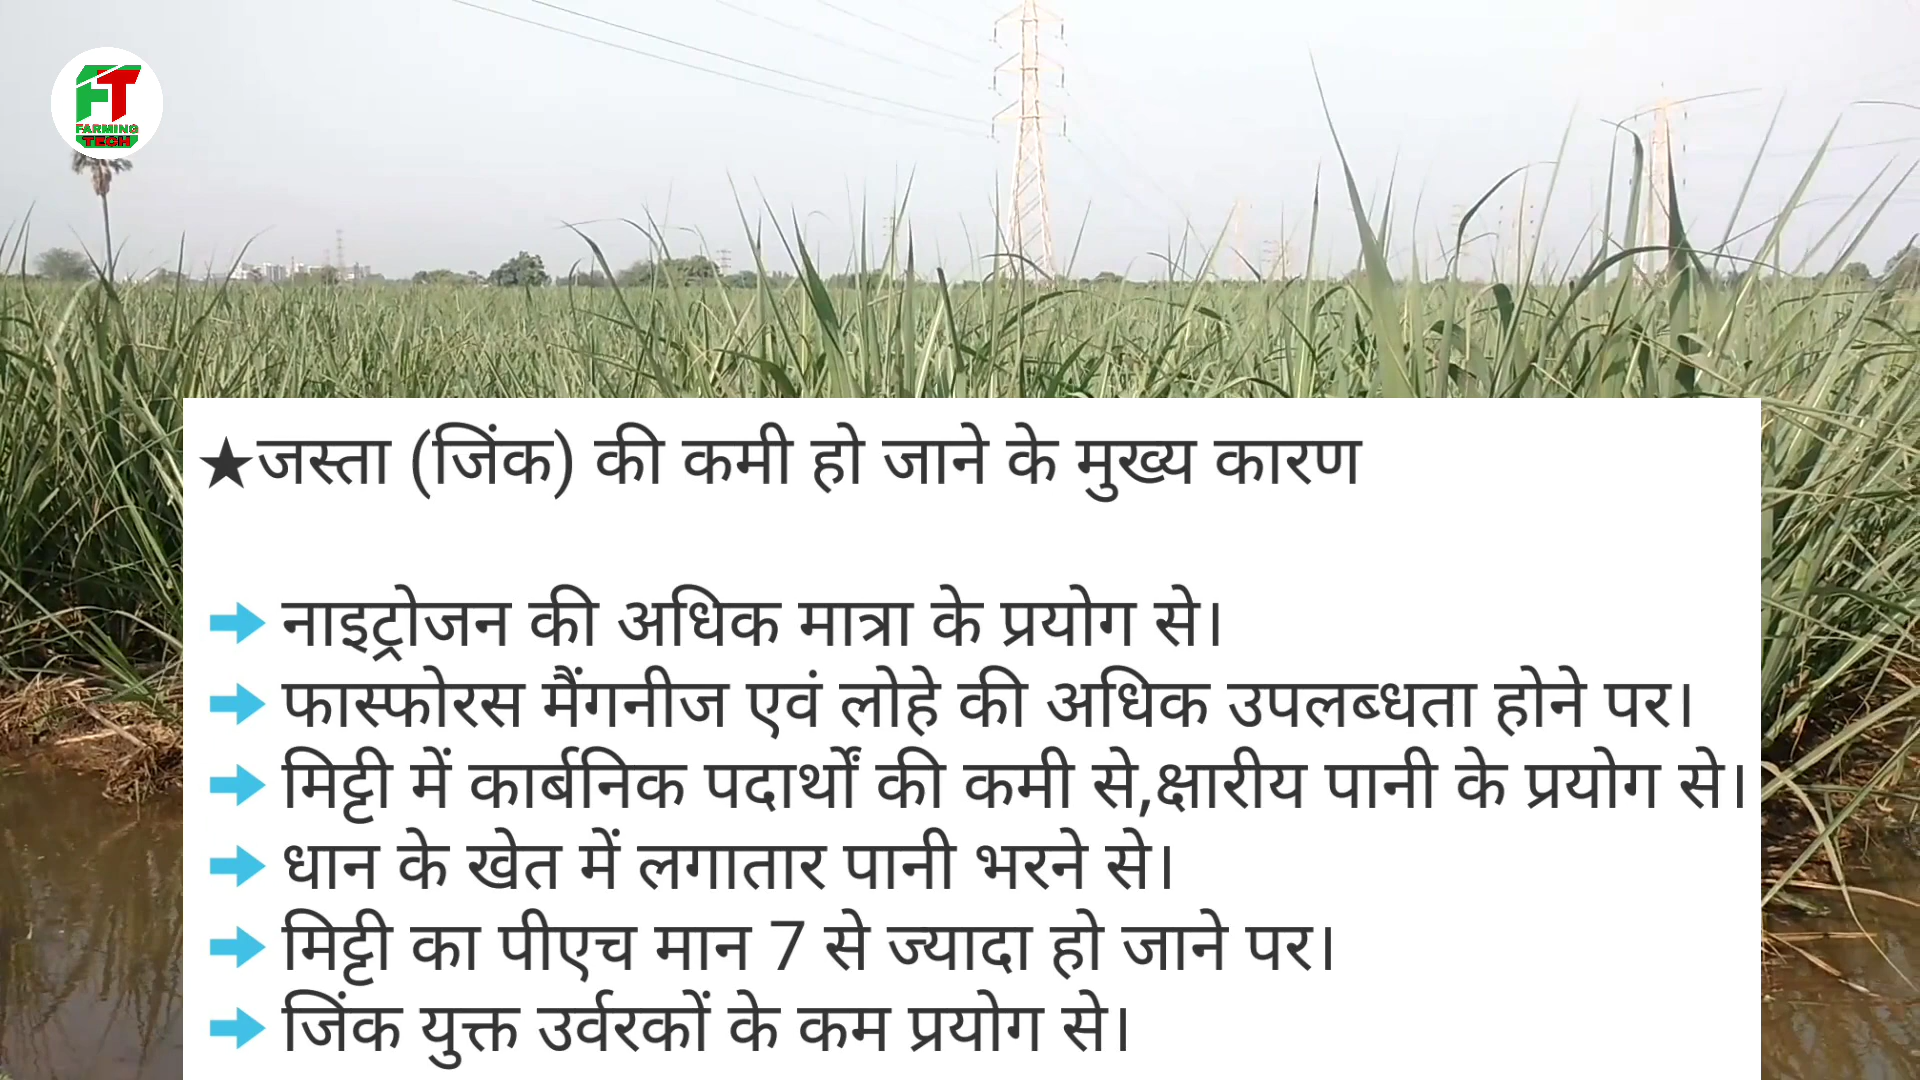 FT
FARMING
TECH
★जस्ता (जिंक) की कमी हो जाने के मुख्य कारण
➡ नाइट्रोजन की अधिक मात्रा के प्रयोग से।
➡ फास्फोरस मैंगनीज एवं लोहे की अधिक उपलब्धता होने पर।
➡ मिट्टी में कार्बनिक पदार्थों की कमी से,क्षारीय पानी के प्रयोग से।
➡ धान के खेत में लगातार पानी भरने से।
➡ मिट्टी का पीएच मान 7 से ज्यादा हो जाने पर।
➡ जिंक युक्त उर्वरकों के कम प्रयोग से।